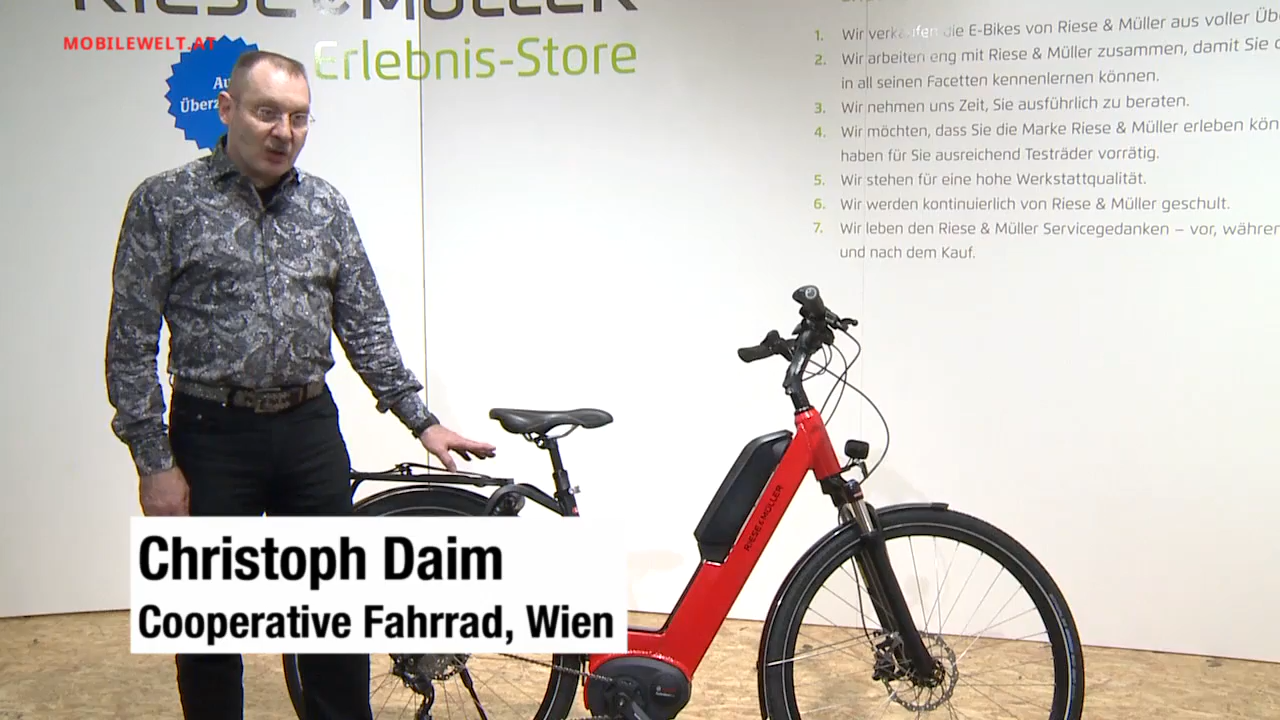 RIESE & MÜLLER
MOBILEWELT.AT
Erlebnis-Store
1. Wir verkaufen die E-Bikes von Riese & Müller aus voller
2. Wir arbeiten eng mit Riese & Müller zusammen, damit Sie
in all seinen Facetten kennenlernen können.
3. Wir nehmen uns Zeit, Sie ausführlich zu beraten.
4. Wir möchten, dass Sie die Marke Riese & Müller erleben
haben für Sie ausreichend Testräder vorrätig.
5. Wir stehen für eine hohe Werkstattqualität.
6. Wir werden kontinuierlich von Riese & Müller geschult.
7. Wir leben den Riese & Müller Servicegedanken – vor,
und nach dem Kauf.
RIESE & MÜLLER
Christoph Daim
Cooperative Fahrrad, Wien